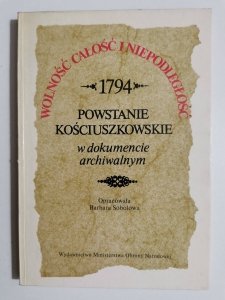 WOLNOŚĆ CAŁOŚĆ I NIEPODLEGŁOŚĆ
1794
POWSTANIE
KOŚCIUSZKOWSKIE
w dokumencie
archiwalnym
Opracowała
Barbara Sobolowa
Wydawnictwo Ministerstwa Obrony Narodowej